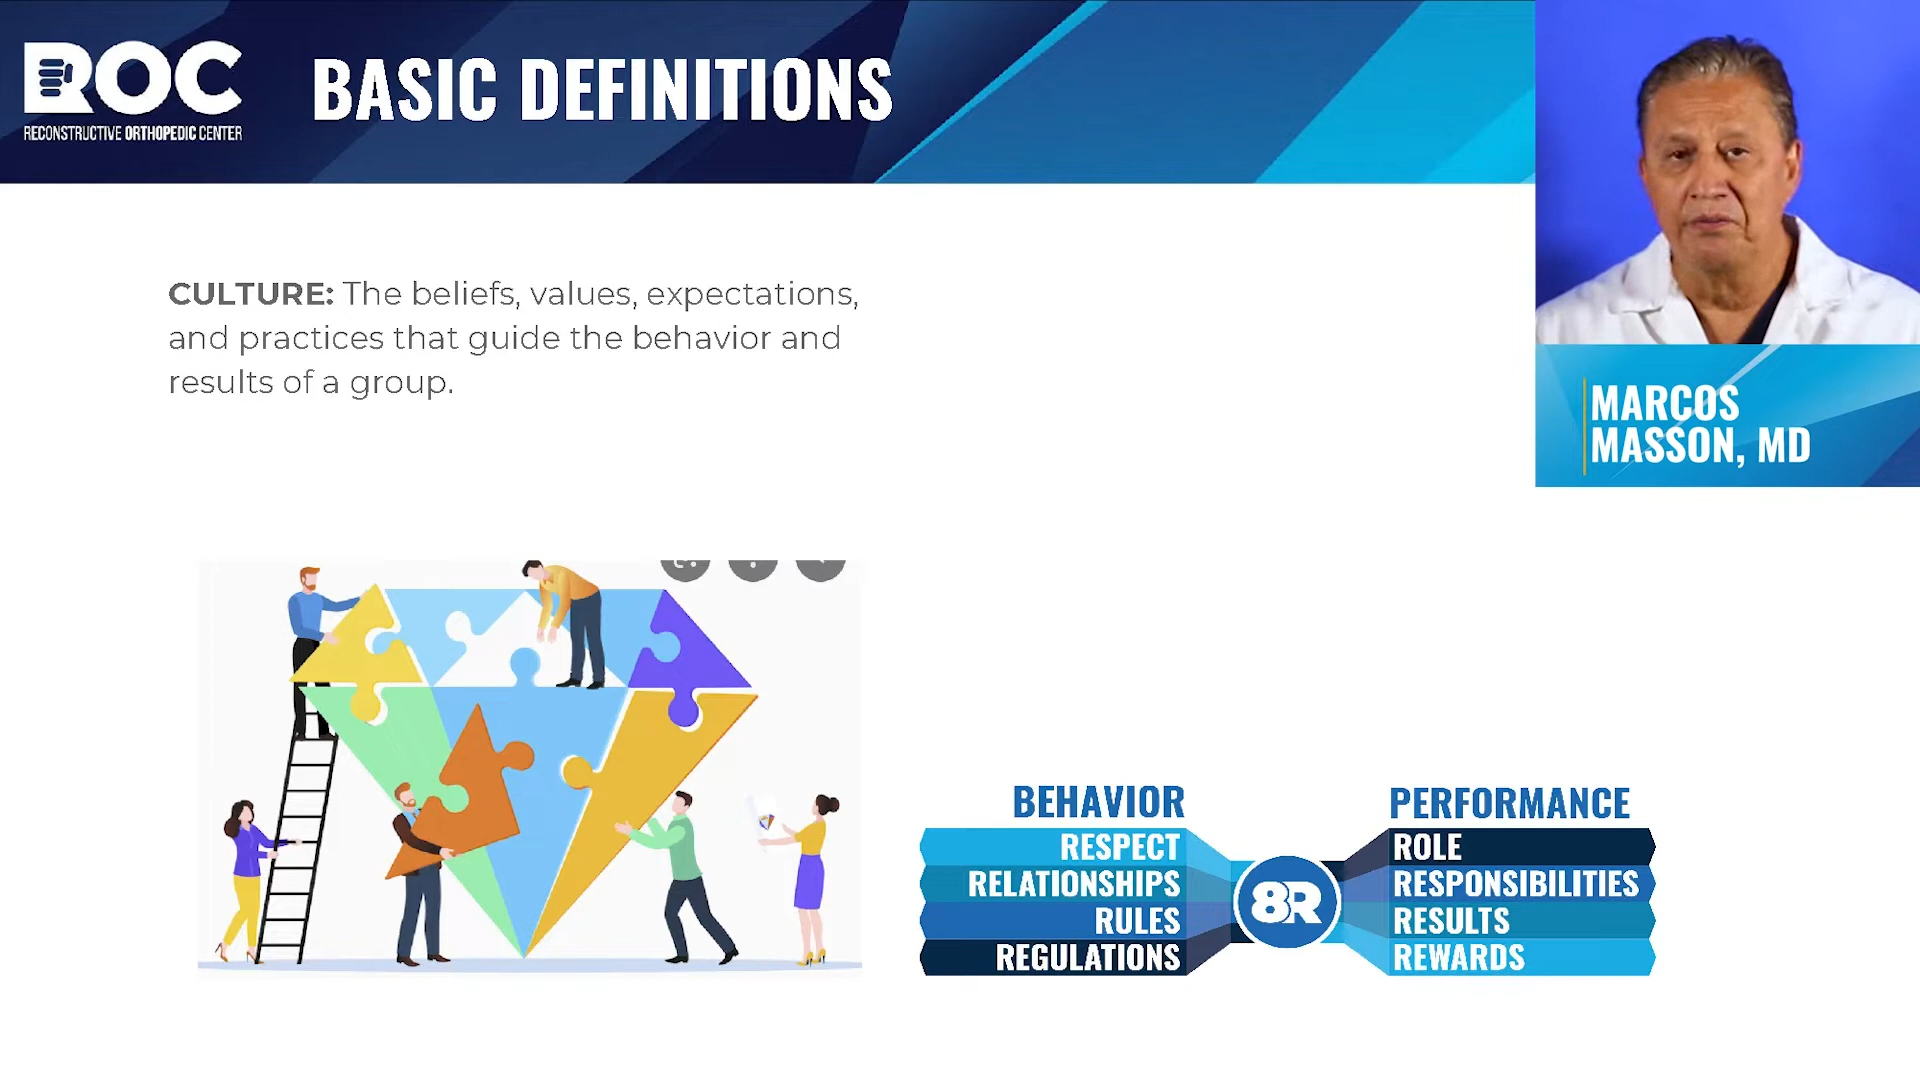 ROC
RECONSTRUCTIVE ORTHOPEDIC CENTER
BASIC DEFINITIONS
MARCOS
MASSON, MD
CULTURE: The beliefs, values, expectations,
and practices that guide the behavior and
results of a group.
BEHAVIOR
RESPECT
RELATIONSHIPS
RULES
REGULATIONS
8R
PERFORMANCE
ROLE
RESPONSIBILITIES
RESULTS
REWARDS